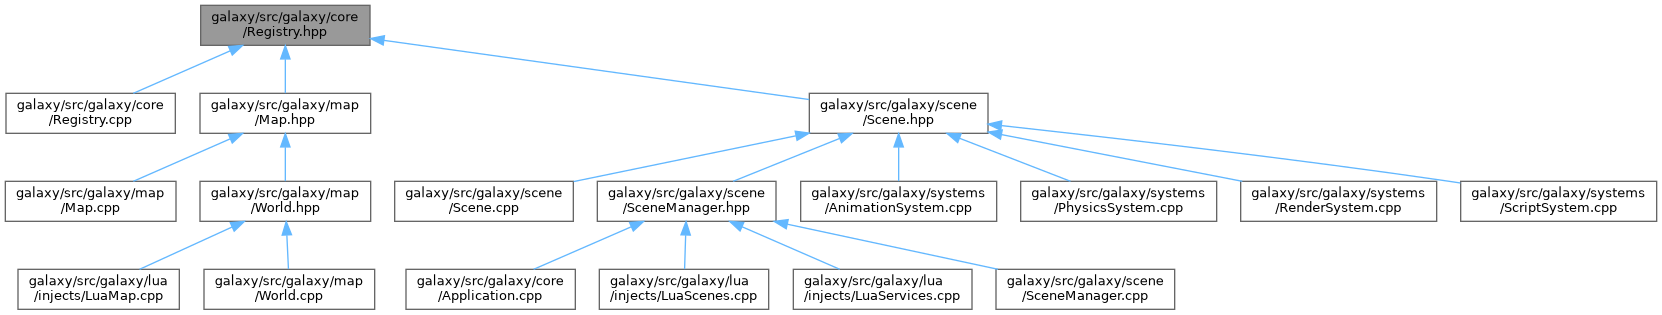 galaxy/src/galaxy/core
/Registry.hpp
galaxy/src/galaxy/core
/Registry.cpp
galaxy/src/galaxy/map
/Map.hpp
galaxy/src/galaxy/scene
/Scene.hpp
galaxy/src/galaxy/map
/Map.cpp
galaxy/src/galaxy/map
/World.hpp
galaxy/src/galaxy/scene
/Scene.cpp
galaxy/src/galaxy/scene
/SceneManager.hpp
galaxy/src/galaxy/systems
/AnimationSystem.cpp
galaxy/src/galaxy/systems
/PhysicsSystem.cpp
galaxy/src/galaxy/systems
/RenderSystem.cpp
galaxy/src/galaxy/systems
/ScriptSystem.cpp
galaxy/src/galaxy/lua
/injects/LuaMap.cpp
galaxy/src/galaxy/map
/World.cpp
galaxy/src/galaxy/core
/Application.cpp
galaxy/src/galaxy/lua
/injects/LuaScenes.cpp
galaxy/src/galaxy/lua
/injects/LuaServices.cpp
galaxy/src/galaxy/scene
/SceneManager.cpp